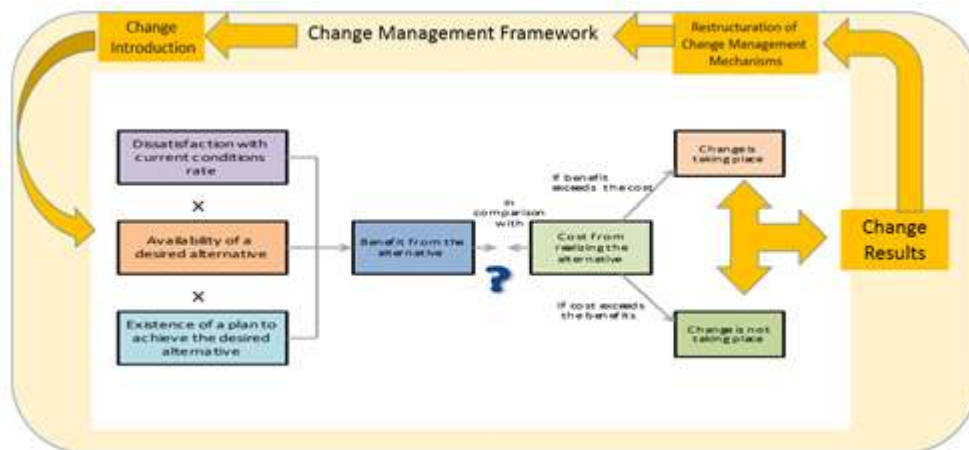 Change
Introduction
Change Management Framework
Restructuration of
Change Management
Mechanisms
Dissatisfaction with
current conditions
rate
×
Availability of a
desired alternative
×
Existence of a plan to
achieve the desired
alternative
Benefit from the
alternative
In
comparison
with
?
Cost from
realizing the
alternative
If benefit
exceeds the cost
If cost exceeds
the benefits
Change is
taking place
Change is not
taking place
Change
Results